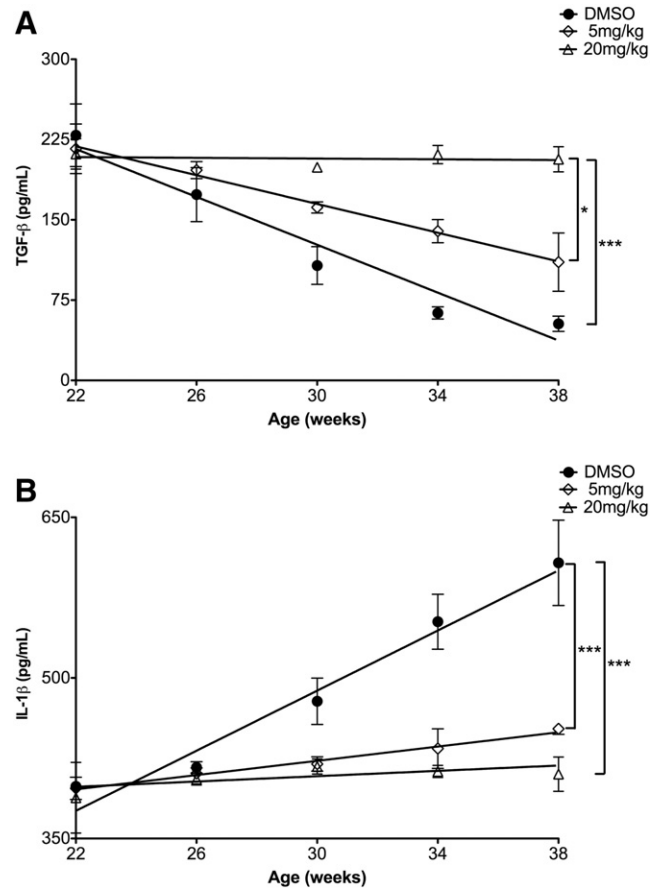 A
DMSO
5mg/kg
20mg/kg
300
225
150
75
0
TGF-β (pg/mL)
*
***
22 26 30 34 38
Age (weeks)
B
DMSO
5mg/kg
20mg/kg
650
500
350
IL-1β (pg/mL)
***
***
22 26 30 34 38
Age (weeks)